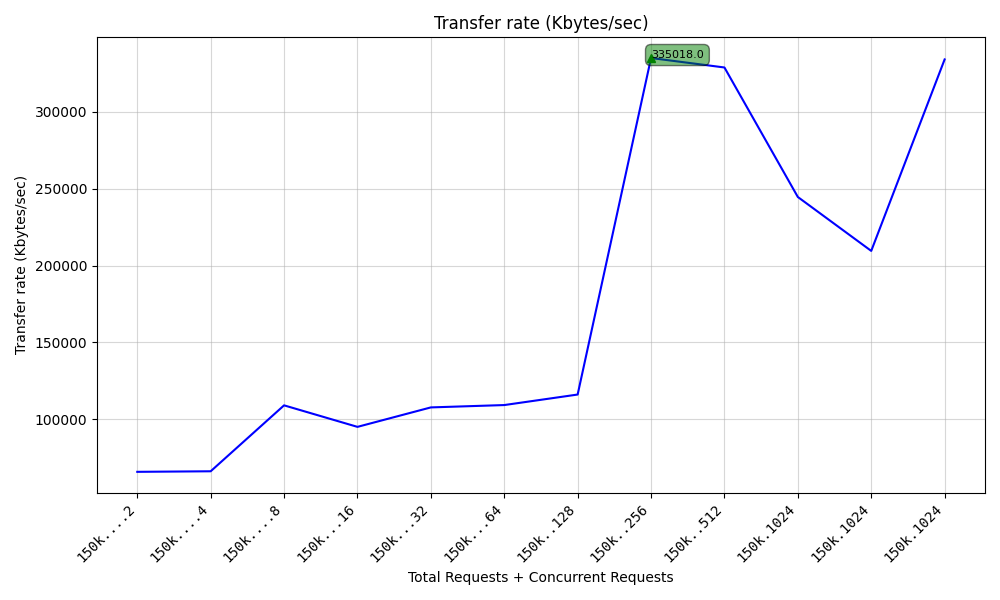 Transfer rate (Kbytes/sec)
335018.0
Transfer rate (Kbytes/sec)
300000
250000
200000
150000
100000
150k....2
150k....4
150k....8
150k...16
150k...32
150k...64
150k..128
150k..256
150k..512
150k.1024
150k.1024
150k.1024
Total Requests + Concurrent Requests